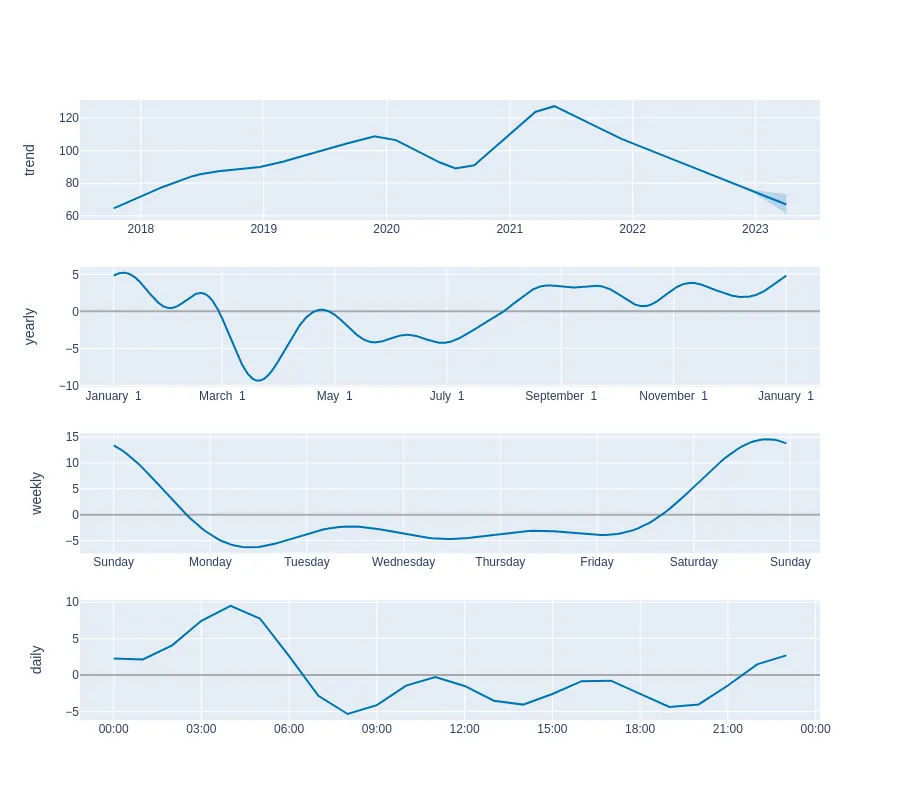 trend
120
100
80
60
2018 2019 2020 2021 2022 2023
yearly
5
0
−5
−10
January 1 March 1 May 1 July 1 September 1 November 1 January 1
weekly
15
10
5
0
−5
Sunday Monday Tuesday Wednesday Thursday Friday Saturday Sunday
daily
10
5
0
−5
00:00 03:00 06:00 09:00 12:00 15:00 18:00 21:00 00:00